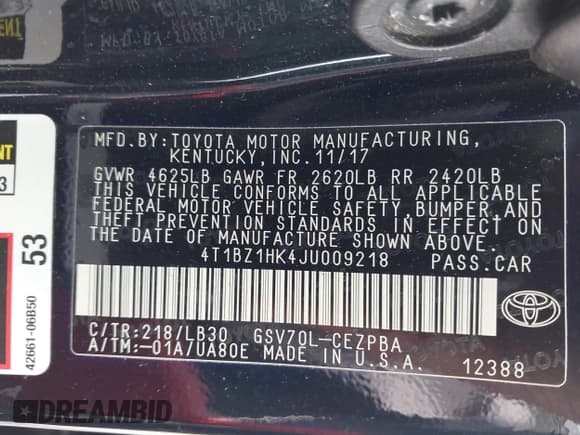 MFD.BY:TOYOTA MOTOR MANUFACTURING,
KENTUCKY,INC.11/17
GVWR 4625LB GAWR FR 2620LB RR 2420LB
THIS VEHICLE CONFORMS TO ALL APPLICABLE
FEDERAL MOTOR VEHICLE SAFETY, BUMPER,AND
THEFT PREVENTION STANDARDS IN EFFECT ON
THE DATE OF MANUFACTURE SHOWN ABOVE.
4T1BZ1HK4JU009218 PASS.CAR
C/TR:218/LB30 GSV70L-CEZPBA
A/TM:-01A/UA80E MADE IN U.S.A.
12388
53
42661-06B50
DREAMBID